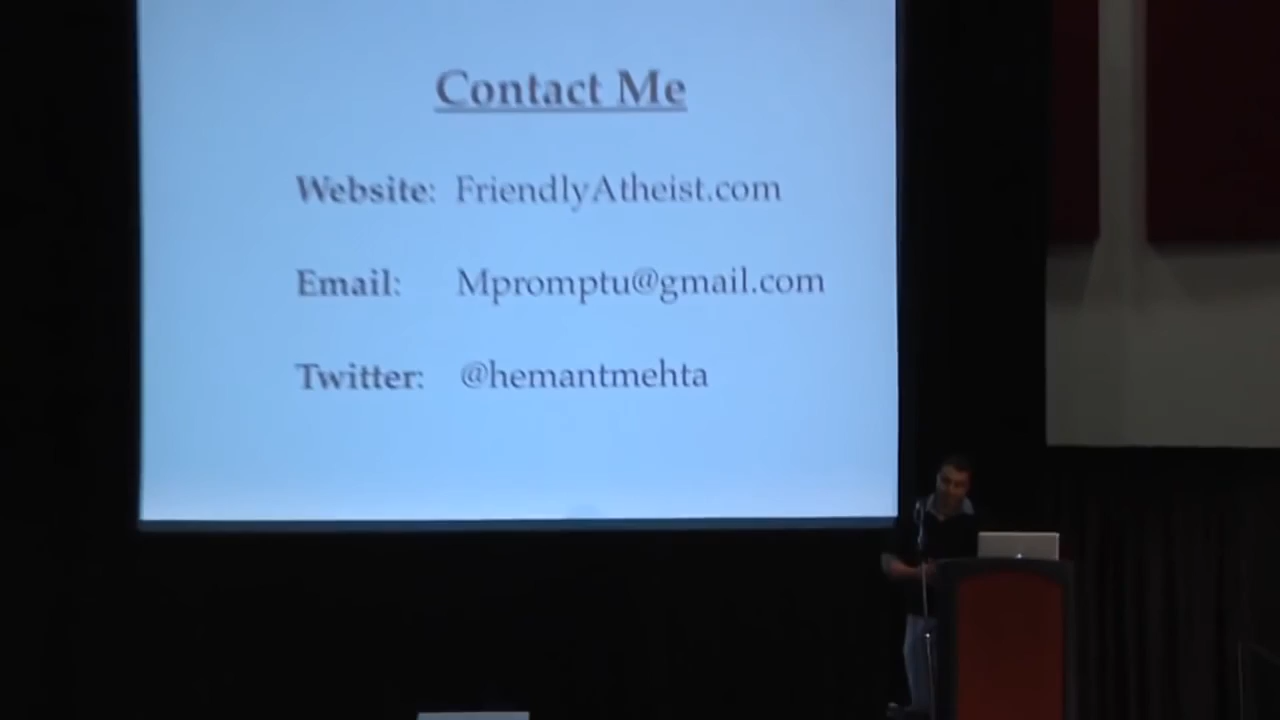 Contact Me
Website: FriendlyAtheist.com
Email: Mpromptu@gmail.com
Twitter: @hemantmehta